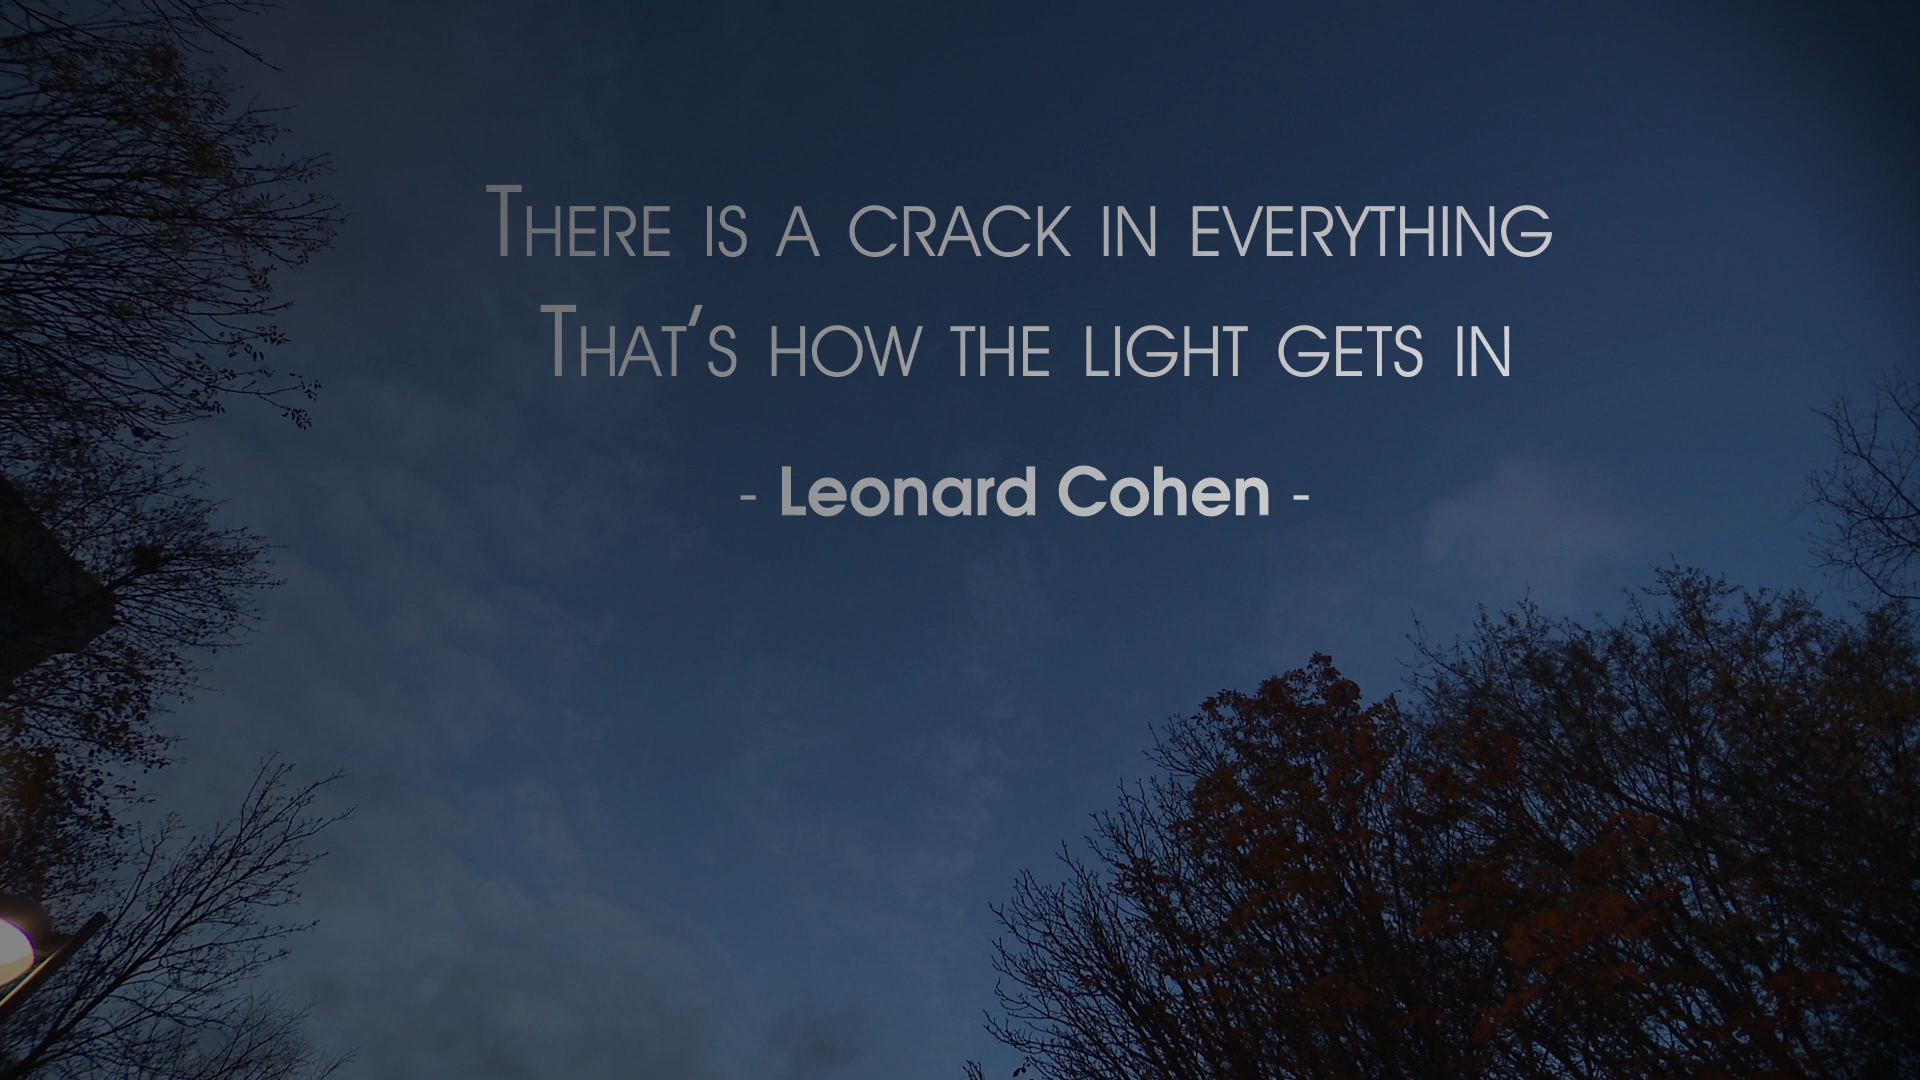 There is a crack in everything
That's how the light gets in
- Leonard Cohen -